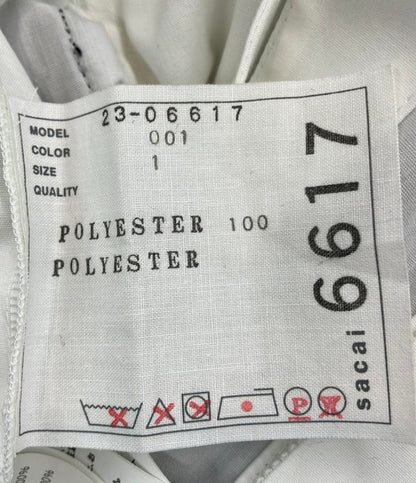 MODEL 23-06617
COLOR 001
SIZE 1
QUALITY
POLYESTER 100
POLYESTER
P
sacai 6617